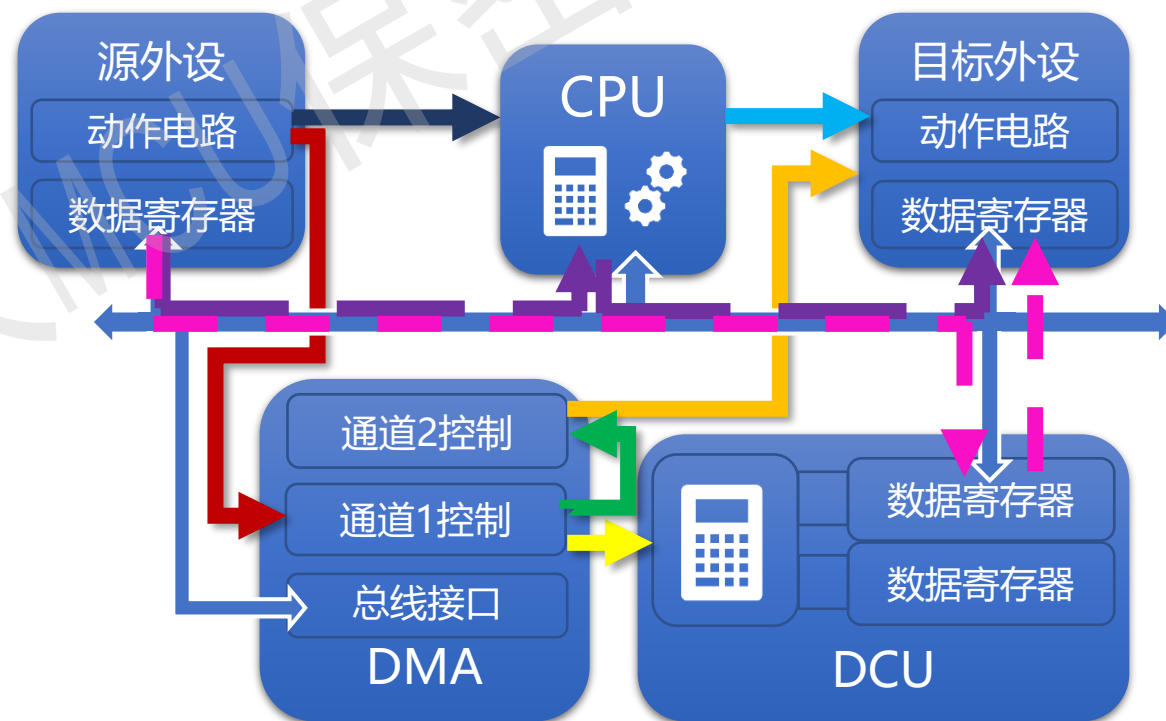 源外设
动作电路
数据寄存器
CPU
目标外设
动作电路
数据寄存器
通道2控制
通道1控制
总线接口
DMA
数据寄存器
数据寄存器
DCU